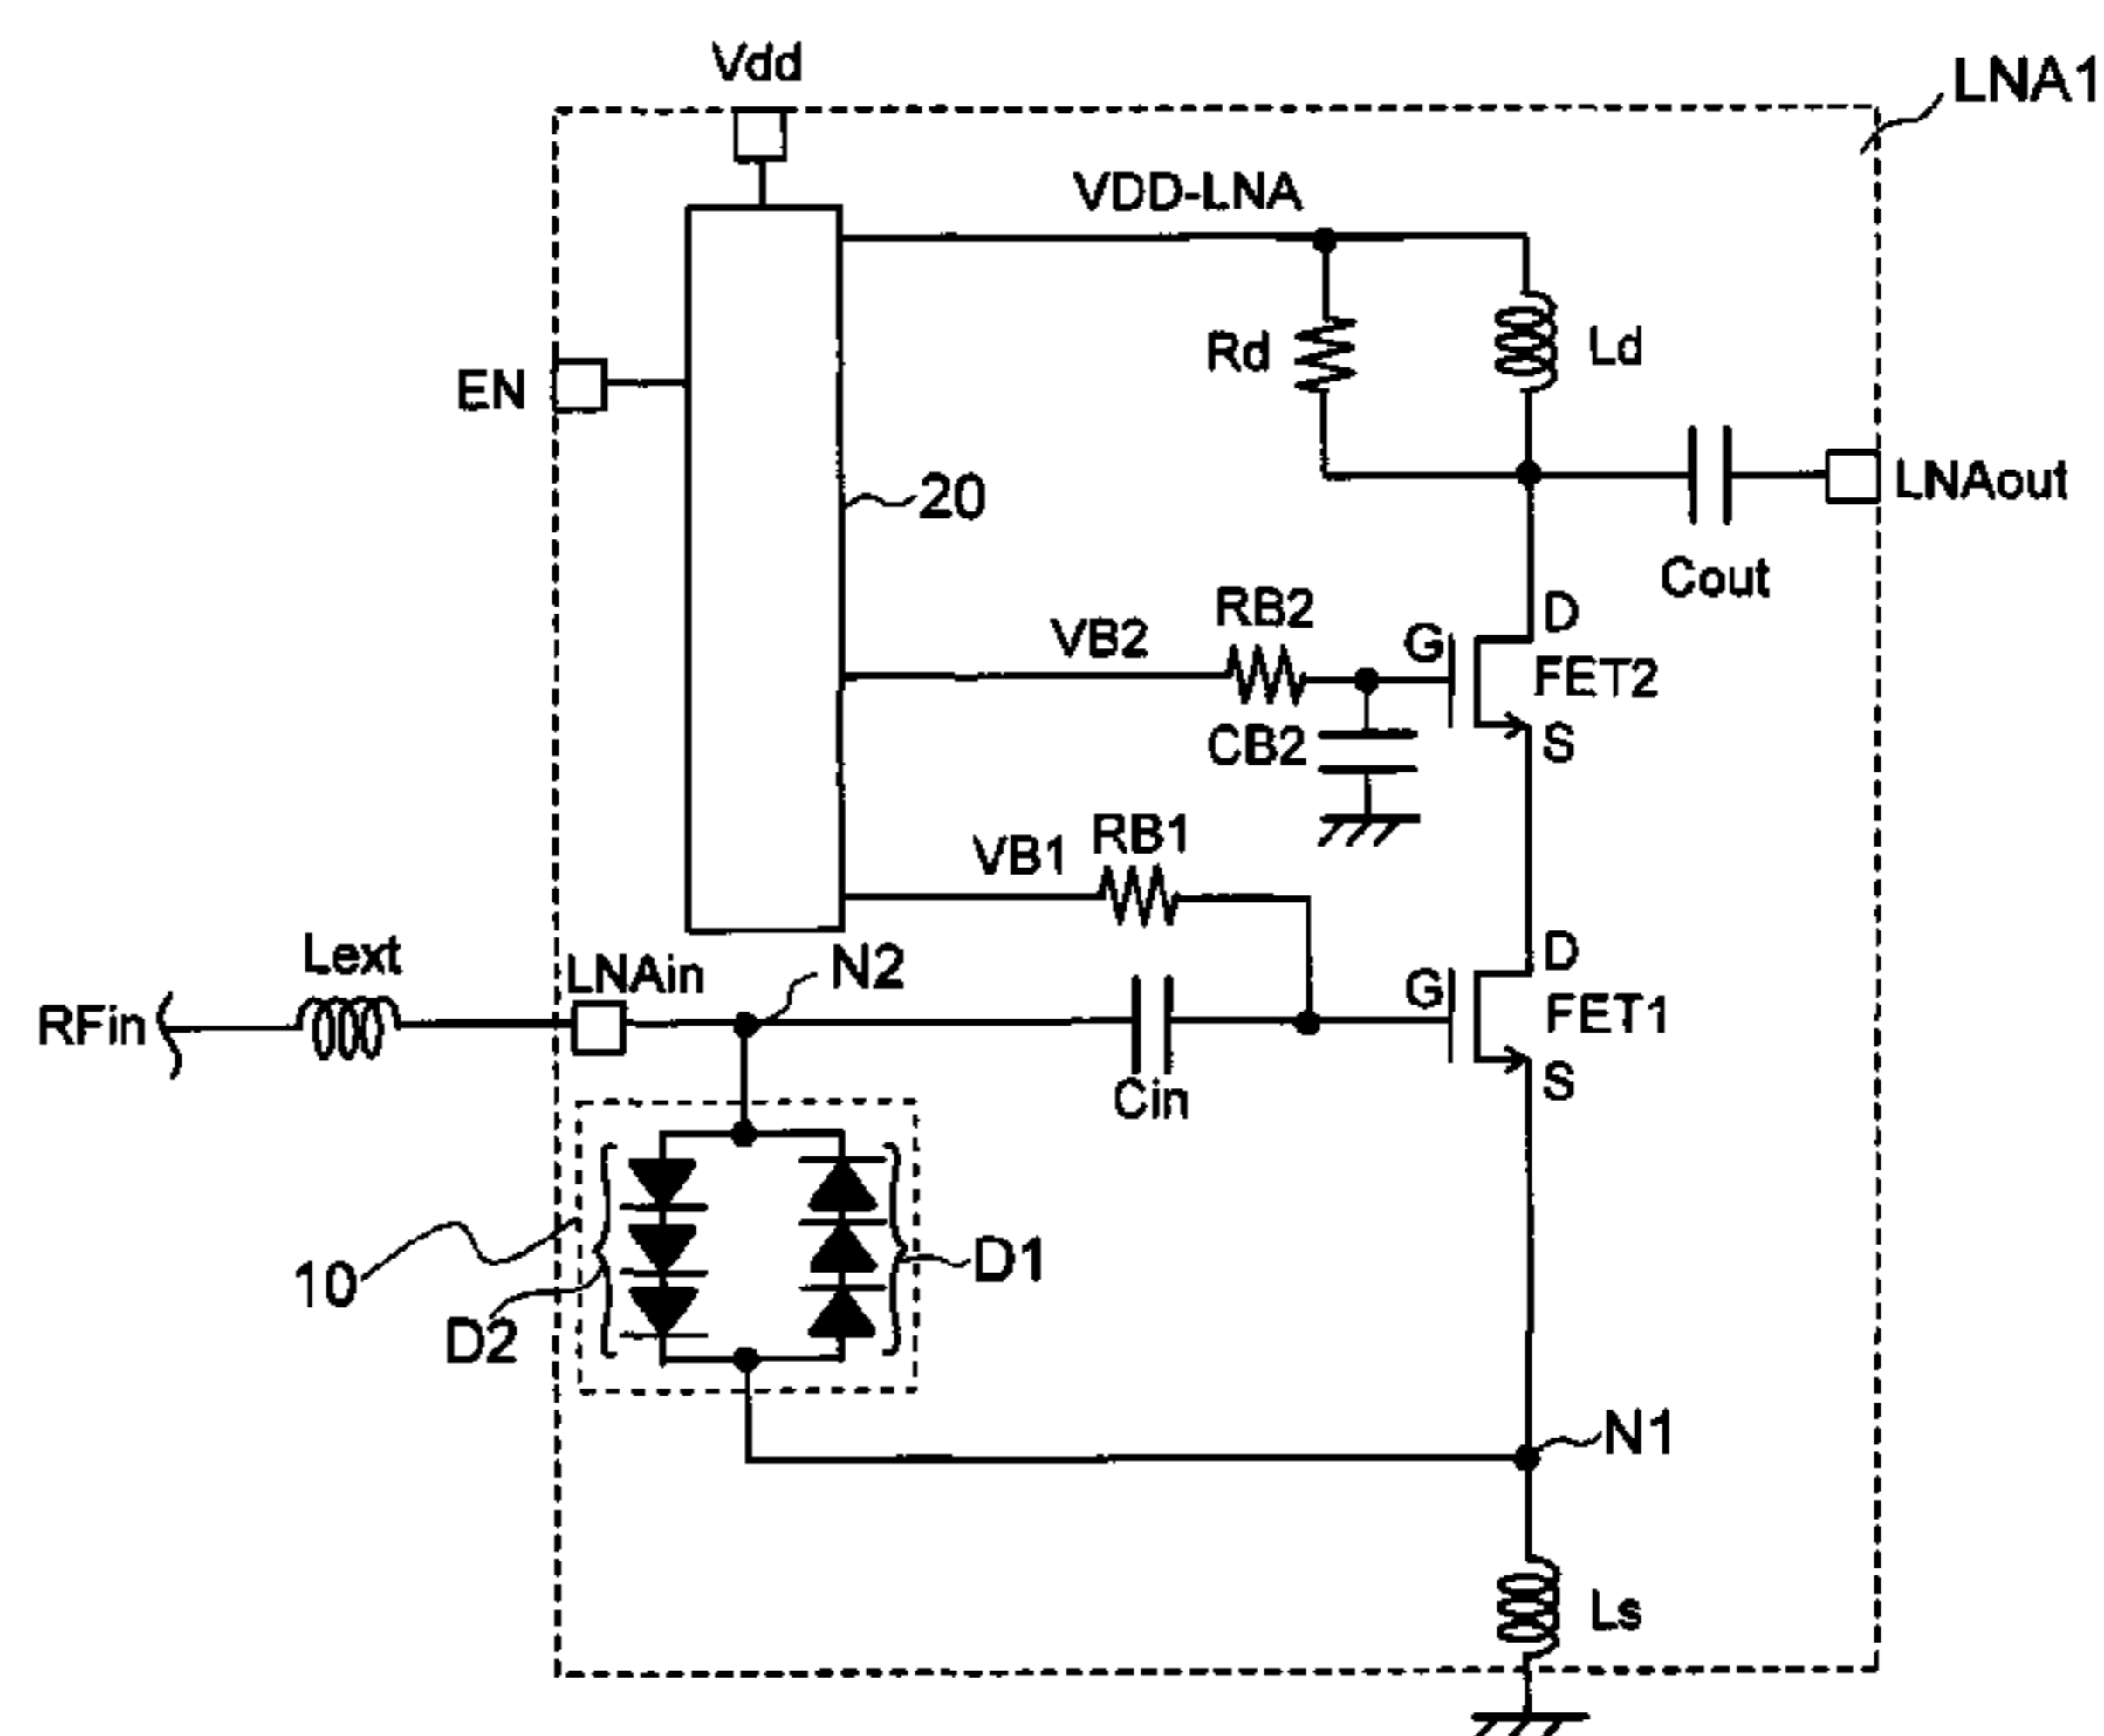 Vdd
LNA1
VDD-LNA
Rd
Ld
EN
20
LNAout
Cout
RB2
VB2
G
D
FET2
CB2
S
RB1
VB1
Lext
LNAin
N2
D
G
FET1
RFin
S
Cin
10
D1
D2
N1
Ls